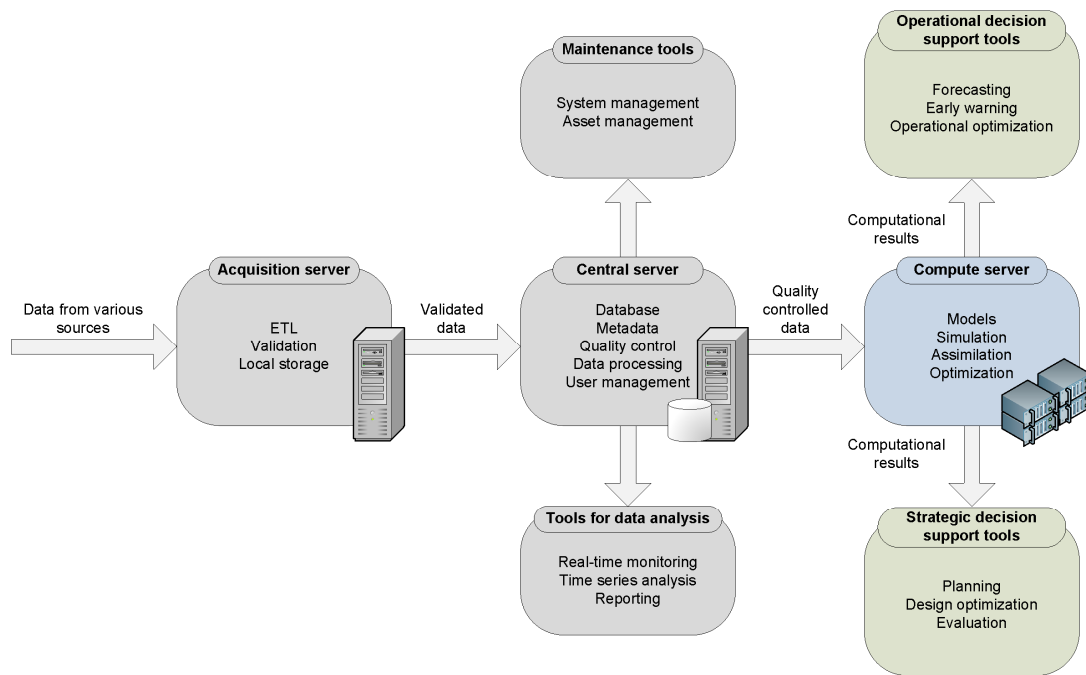 Operational decision
support tools
Forecasting
Early warning
Operational optimization
Maintenance tools
System management
Asset management
Computational
results
Data from various
sources
Acquisition server
ETL
Validation
Local storage
Validated
data
Central server
Database
Metadata
Quality control
Data processing
User management
Quality
controlled
data
Compute server
Models
Simulation
Assimilation
Optimization
Computational
results
Tools for data analysis
Real-time monitoring
Time series analysis
Reporting
Strategic decision
support tools
Planning
Design optimization
Evaluation